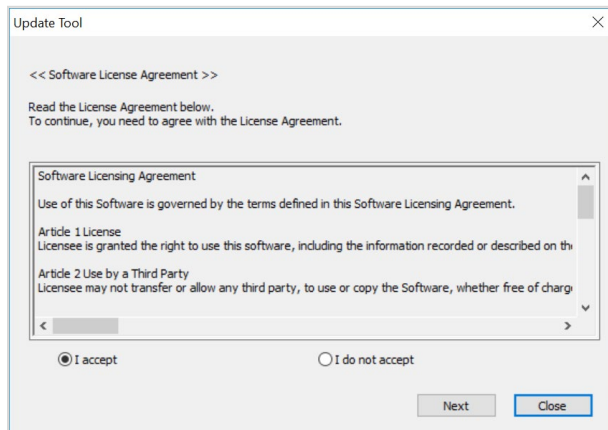 Update Tool
<< Software License Agreement >>
Read the License Agreement below.
To continue, you need to agree with the License Agreement.
Software Licensing Agreement
Use of this Software is governed by the terms defined in this Software Licensing Agreement.
Article 1 License
Licensee is granted the right to use this software, including the information recorded or described on
Article 2 Use by a Third Party
Licensee may not transfer or allow any third party, to use or copy the Software, whether free of
I accept
I do not accept
Next
Close